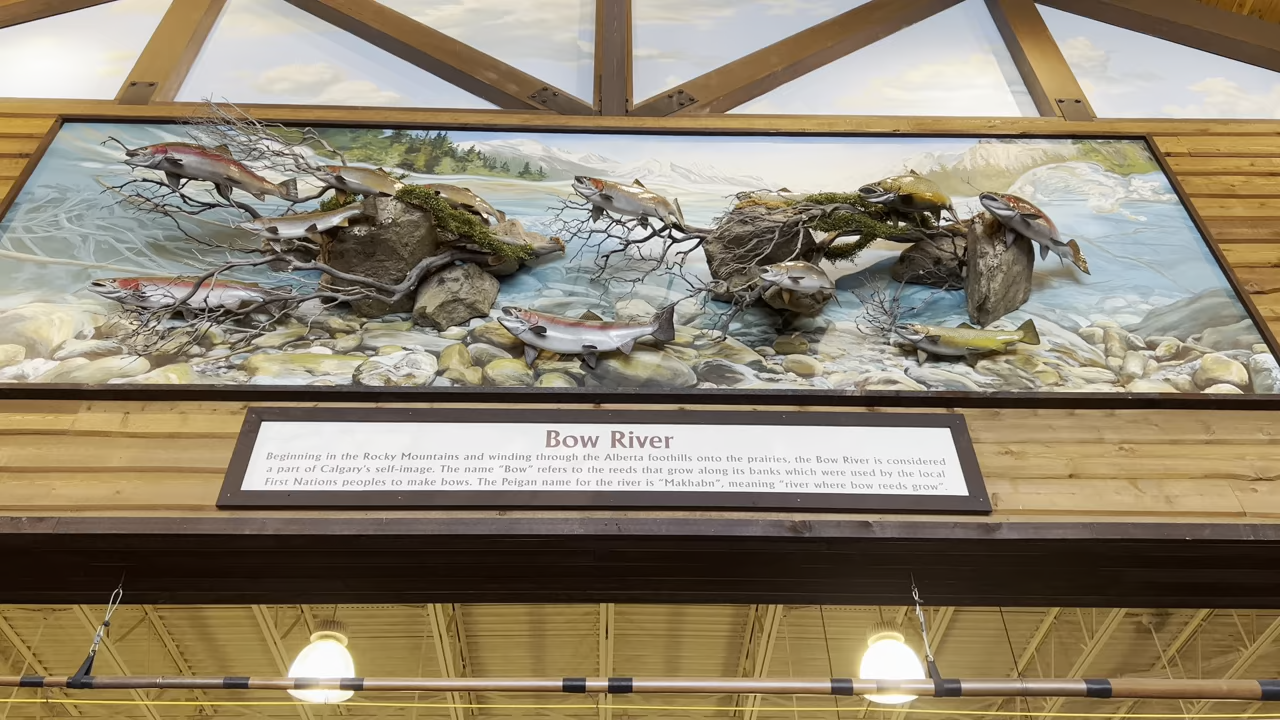 Bow River
Beginning in the Rocky Mountains and winding through the Alberta foothills onto the prairies, the Bow River is considered
a part of Calgary's self-image. The name "Bow" refers to the reeds that grow along its banks which were used by the local
First Nations peoples to make bows. The Peigan name for the river is "Makhabn", meaning "river where bow reeds grow".